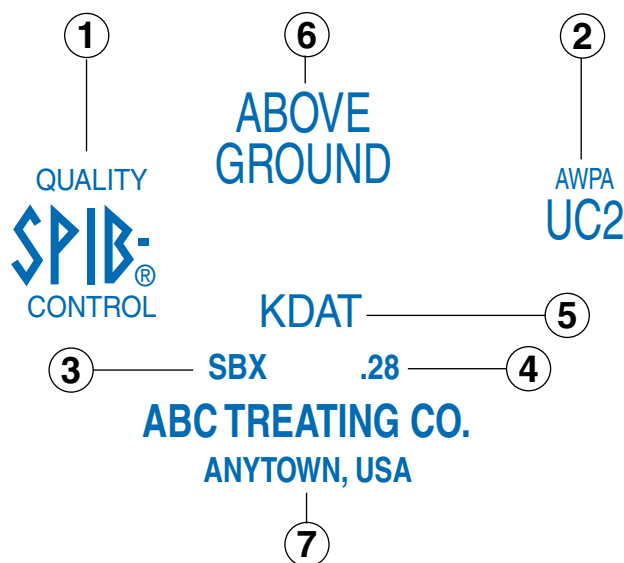 1
6
2
ABOVE
GROUND
QUALITY
SPIB®
CONTROL
AWPA
UC2
KDAT
5
3
SBX .28
4
ABC TREATING CO.
ANYTOWN, USA
7